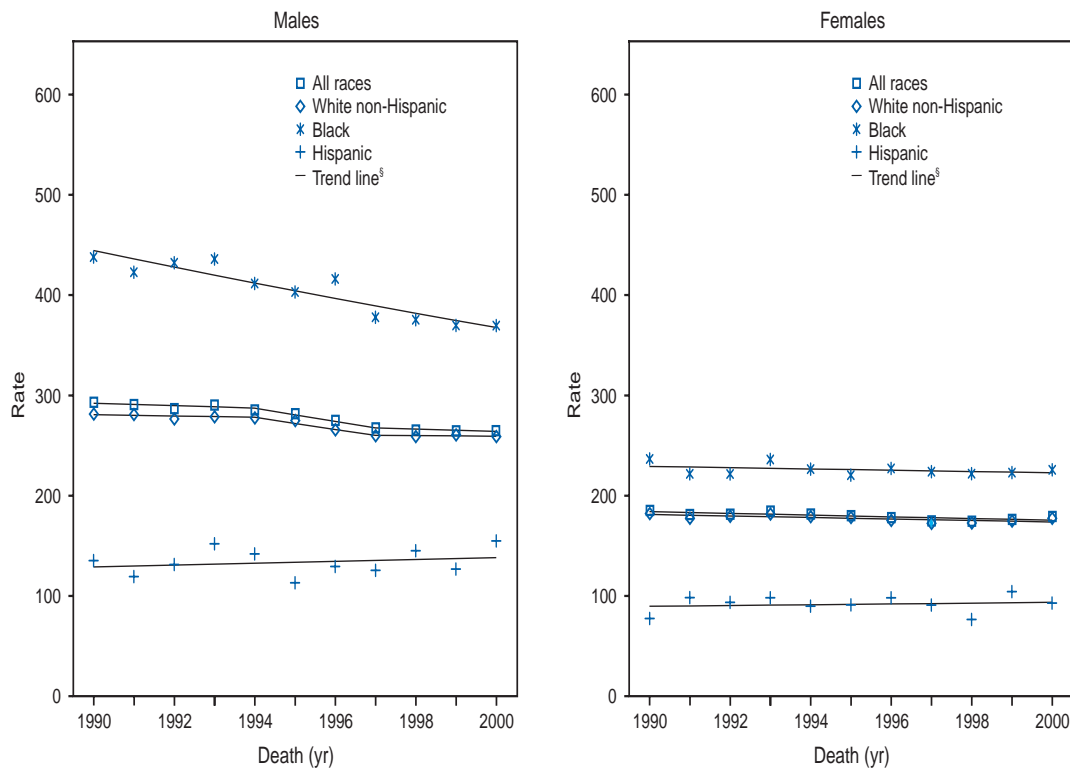 Males
All races
White non-Hispanic
Black
Hispanic
Trend line§
600
500
400
300
200
100
0
Rate
1990 1992 1994 1996 1998 2000
Death (yr)
Females
All races
White non-Hispanic
Black
Hispanic
Trend line§
600
500
400
300
200
100
0
Rate
1990 1992 1994 1996 1998 2000
Death (yr)